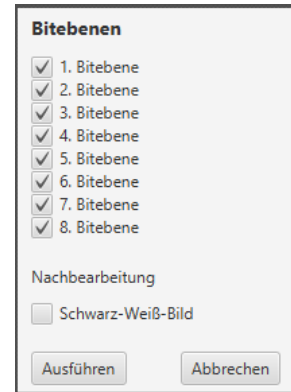 Bitebenen
1. Bitebene
2. Bitebene
3. Bitebene
4. Bitebene
5. Bitebene
6. Bitebene
7. Bitebene
8. Bitebene
Nachbearbeitung
Schwarz-Weiß-Bild
Ausführen Abbrechen